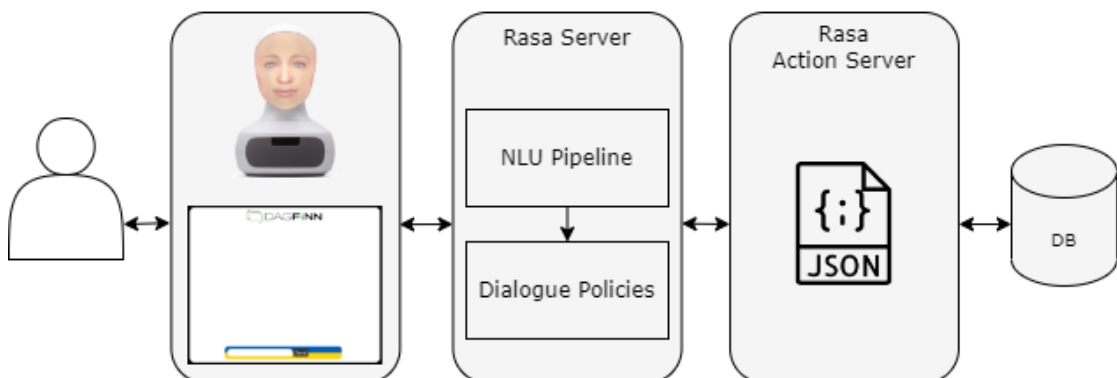 DAGFiNN
Rasa Server
NLU Pipeline
Dialogue Policies
Rasa
Action Server
{;}
JSON
DB